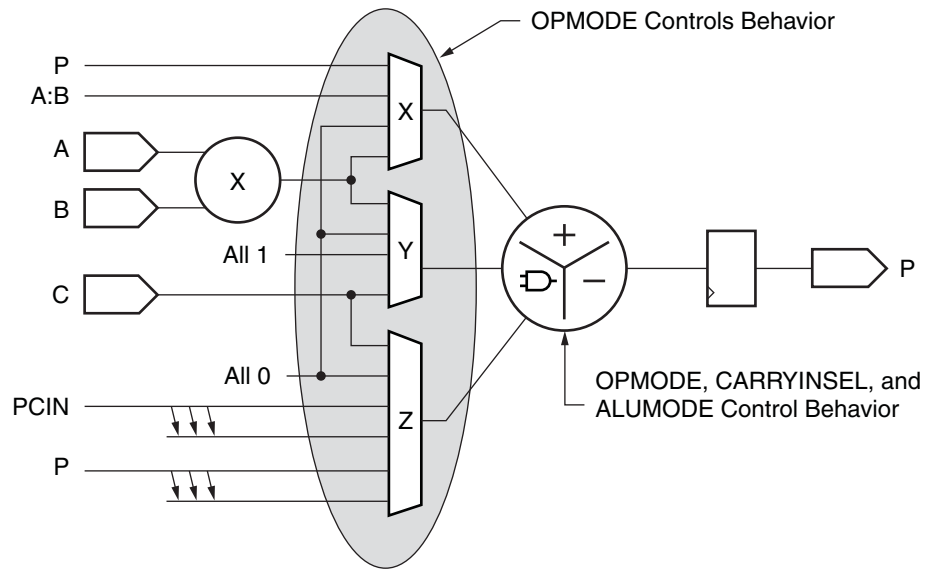 OPMODE Controls Behavior
P
A:B
X
A
X
B
All 1
Y
+
−
P
C
All 0
OPMODE, CARRYINSEL, and
ALUMODE Control Behavior
PCIN
Z
P